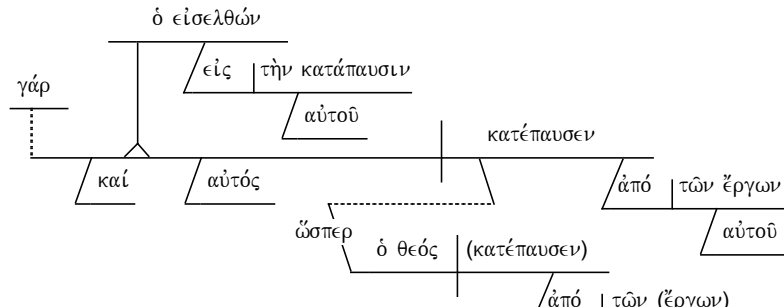 ὁ εἰσελθών
εἰς τὴν κατάπαυσιν
γάρ
αὐτοῦ
κατέπαυσεν
καί αὐτός ἀπό τῶν ἔργων
ὥσπερ αὐτοῦ
ὁ θεός (κατέπαυσεν)
ἀπό τῶν (ἔργων)